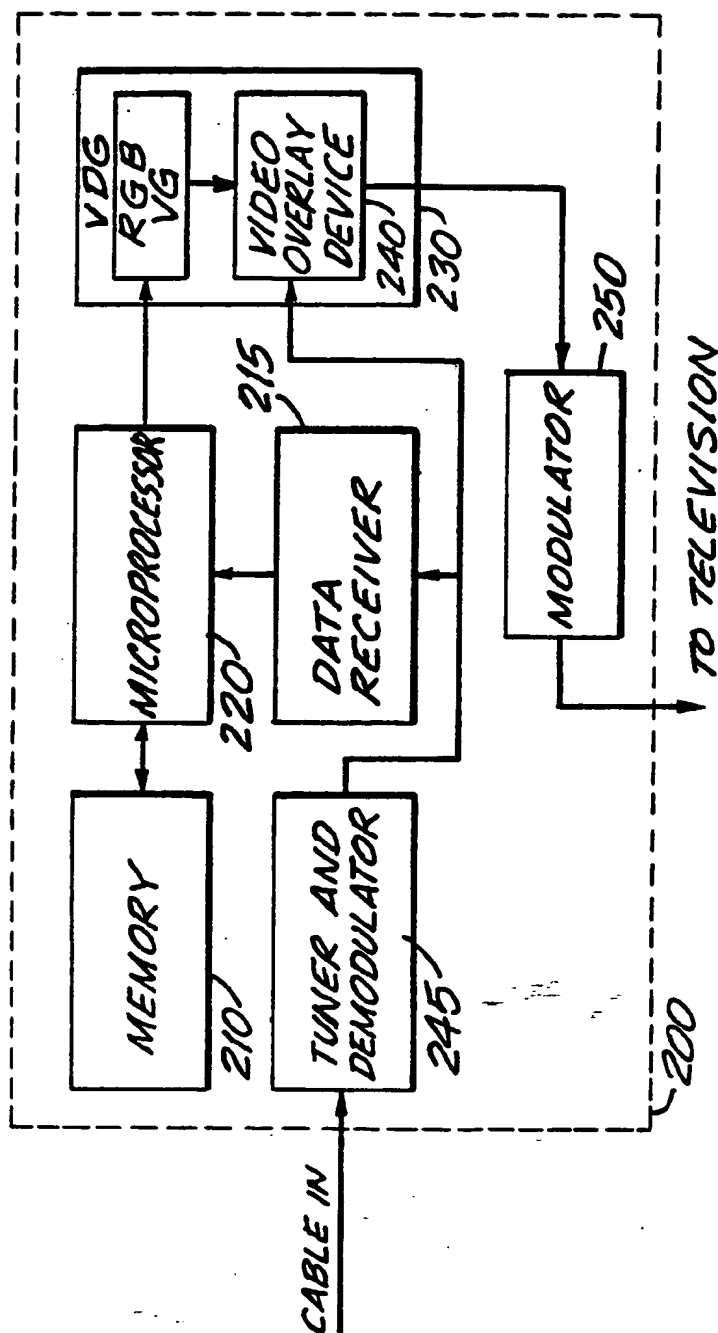 MEMORY
210
MICROPROCESSOR
220
VDG
RGB
VG
VIDEO
OVERLAY
DEVICE
240
230
TUNER AND
DEMODULATOR
245
DATA
RECEIVER
215
MODULATOR
250
CABLE IN
TO TELEVISION
200